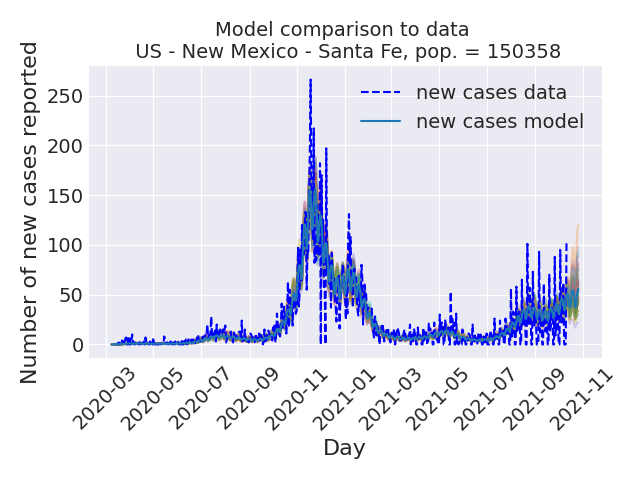 Model comparison to data
US - New Mexico - Santa Fe, pop. = 150358
Number of new cases reported
250
200
150
100
50
0
new cases data
new cases model
2020-03
2020-05
2020-07
2020-09
2020-11
2021-01
2021-03
2021-05
2021-07
2021-09
2021-11
Day